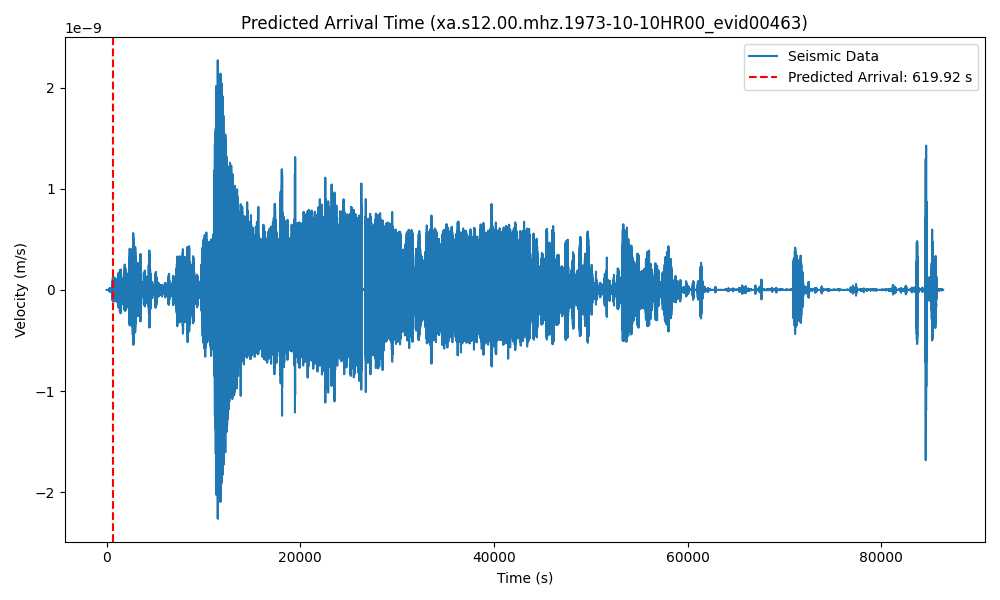 Predicted Arrival Time (xa.s12.00.mhz.1973-10-10HR00_evid00463)
1e−9
Seismic Data
Predicted Arrival: 619.92 s
2
1
0
−1
−2
Velocity (m/s)
0
20000
40000
60000
80000
Time (s)